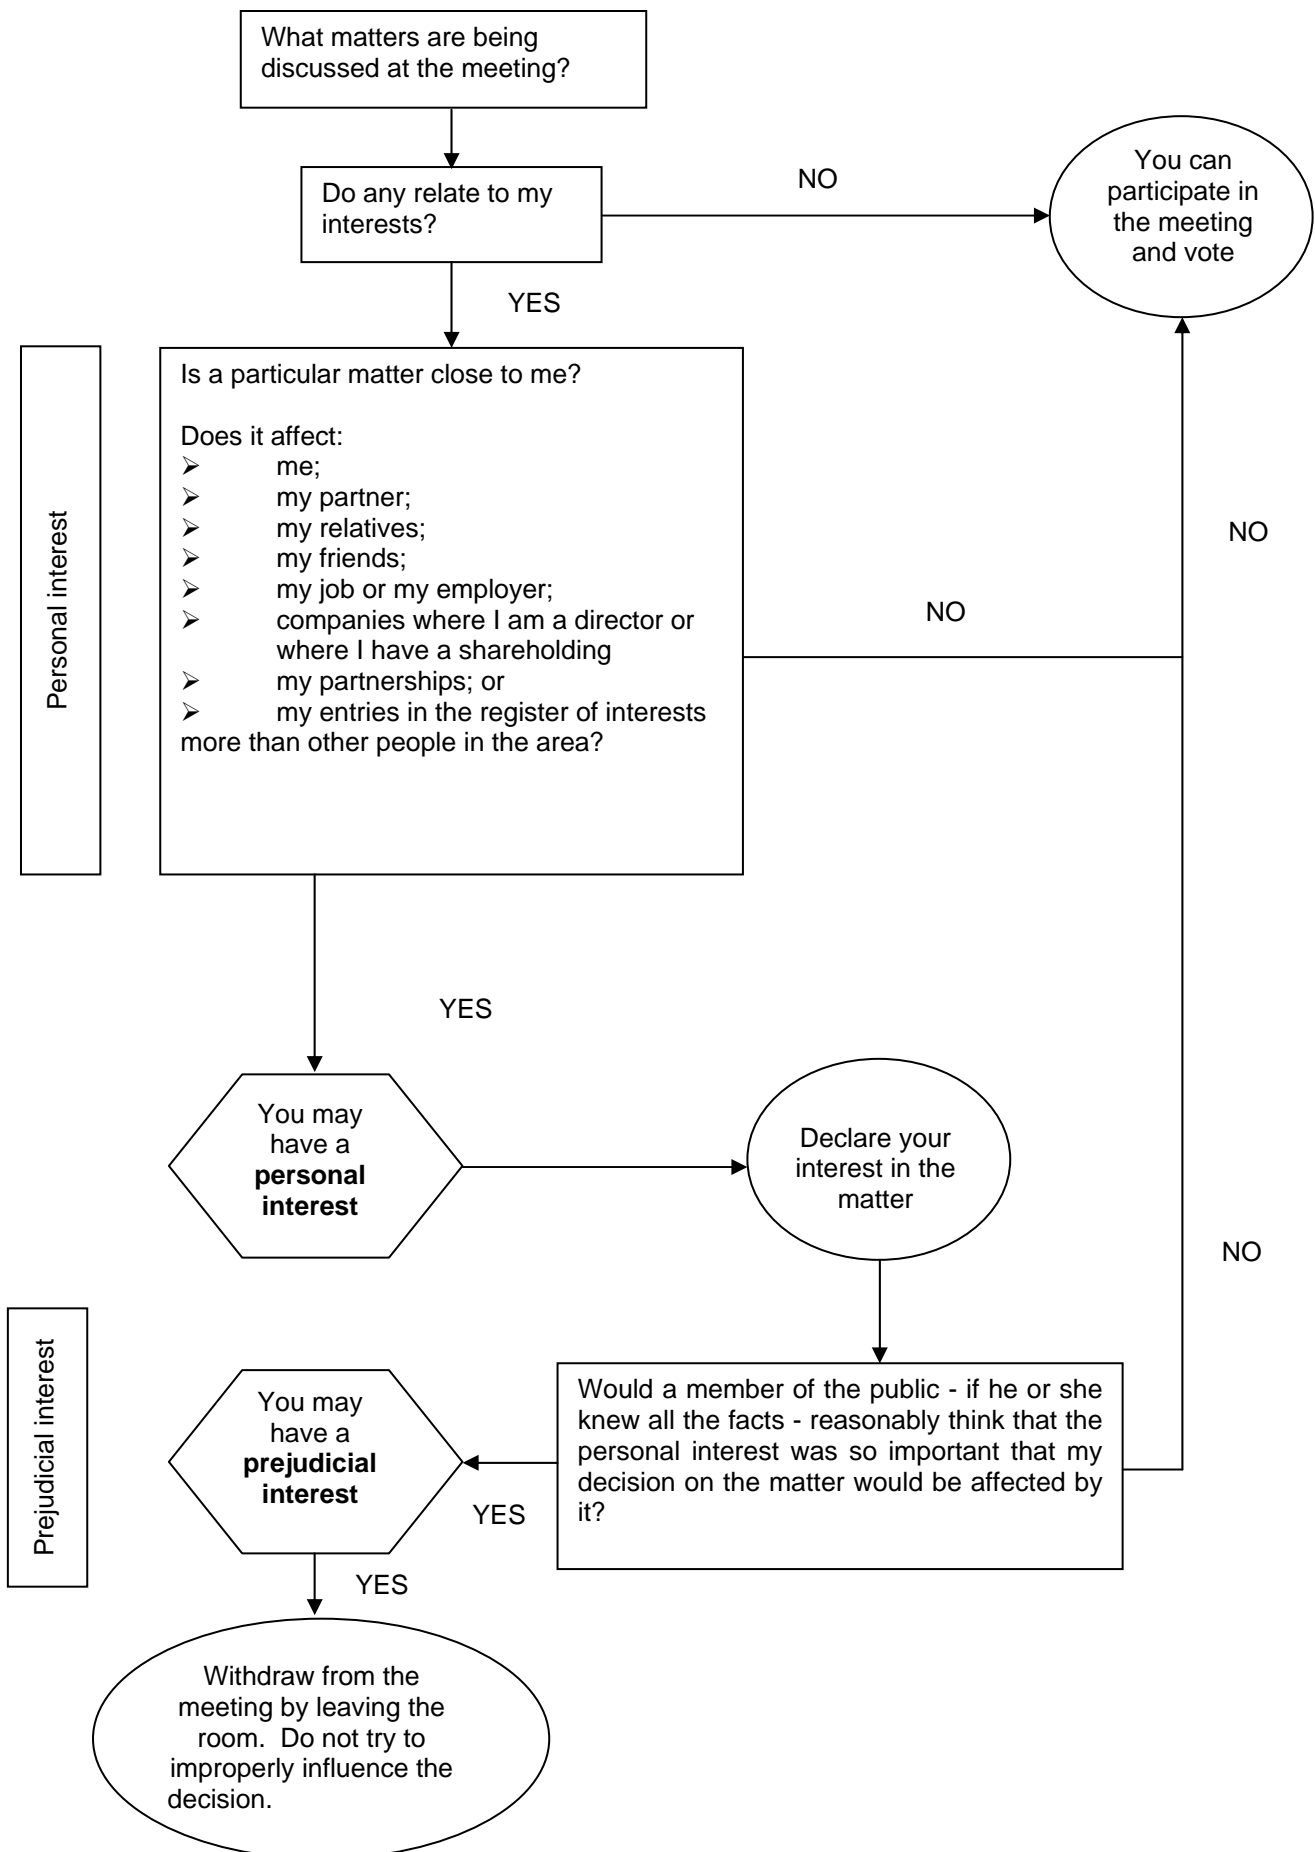 What matters are being
discussed at the meeting?
Do any relate to my
interests?
NO
You can
participate in
the meeting
and vote
YES
Personal interest
Is a particular matter close to me?
Does it affect:
➢ me;
➢ my partner;
➢ my relatives;
➢ my friends;
➢ my job or my employer;
➢ companies where I am a director or
where I have a shareholding
➢ my partnerships; or
➢ my entries in the register of interests
more than other people in the area?
NO
NO
YES
You may
have a
personal
interest
Declare your
interest in the
matter
NO
Prejudicial interest
You may
have a
prejudicial
interest
YES
Would a member of the public - if he or she
knew all the facts - reasonably think that the
personal interest was so important that my
decision on the matter would be affected by
it?
YES
Withdraw from the
meeting by leaving the
room. Do not try to
improperly influence the
decision.